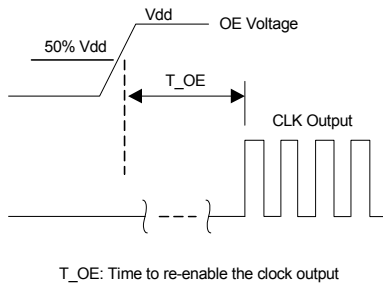 Vdd
OE Voltage
50% Vdd
T_OE
CLK Output
T_OE: Time to re-enable the clock output